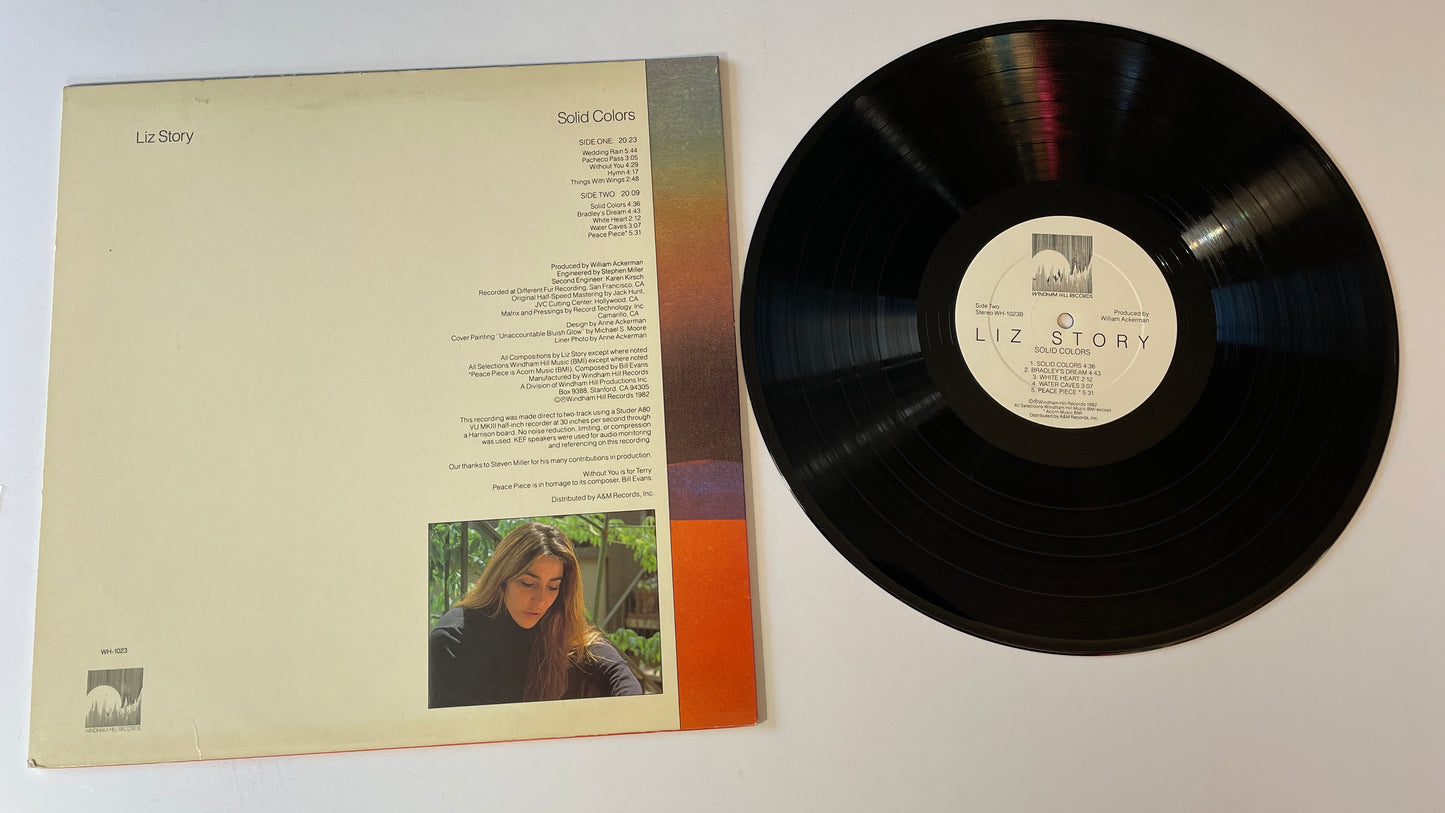 Liz Story
Solid Colors
SIDE ONE: 20:23
Wedding Rain 5:44
Pacheco Pass 3:05
Without You 4:29
Hymn 4:17
Things With Wings 2:48
SIDE TWO: 20:09
Solid Colors 4:36
Bradley's Dream 4:43
White Heart 2:12
Water Caves 3:07
Peace Piece* 5:31
Produced by William Ackerman
Engineered by Stephen Miller
Second Engineer: Karen Kirsch
Recorded at Different Fur Recording, San Francisco, CA
Original Half-Speed Mastering by Jack Hunt,
JVC Cutting Center, Hollywood, CA
Matrix and Pressings by Record Technology, Inc.
Camarillo, CA
Design by Anne Ackerman
Cover Painting "Unaccountable Bluish Glow" by Michael S. Moore
Liner Photo by Anne Ackerman
All Compositions by Liz Story except where noted
All Selections Windham Hill Music (BMI) except where noted
*Peace Piece is Acorn Music (BMI), Composed by Bill Evans
Manufactured by Windham Hill Records
A Division of Windham Hill Productions Inc.
Box 9388, Stanford, CA 94305
©℗Windham Hill Records 1982
This recording was made direct to two-track using a Studer A80
VU MKIII half-inch recorder at 30 inches per second through
a Harrison board. No noise reduction, limiting, or compression
was used. KEF speakers were used for audio monitoring
and referencing on this recording.
Our thanks to Steven Miller for his many contributions in production.
Without You is for Terry.
Peace Piece is in homage to its composer, Bill Evans.
Distributed by A&M Records, Inc.
WH-1023
WINDHAM HILL RECORDS
WINDHAM HILL RECORDS
Side Two
Stereo WH-1023B
Produced by
William Ackerman
LIZ STORY
SOLID COLORS
1. SOLID COLORS 4:36
2. BRADLEY'S DREAM 4:43
3. WHITE HEART 2:12
4. WATER CAVES 3:07
5. PEACE PIECE * 5:31
©℗Windham Hill Records 1982
All Selections Windham Hill Music BMI except
* Acorn Music BMI
Distributed by A&M Records, Inc.